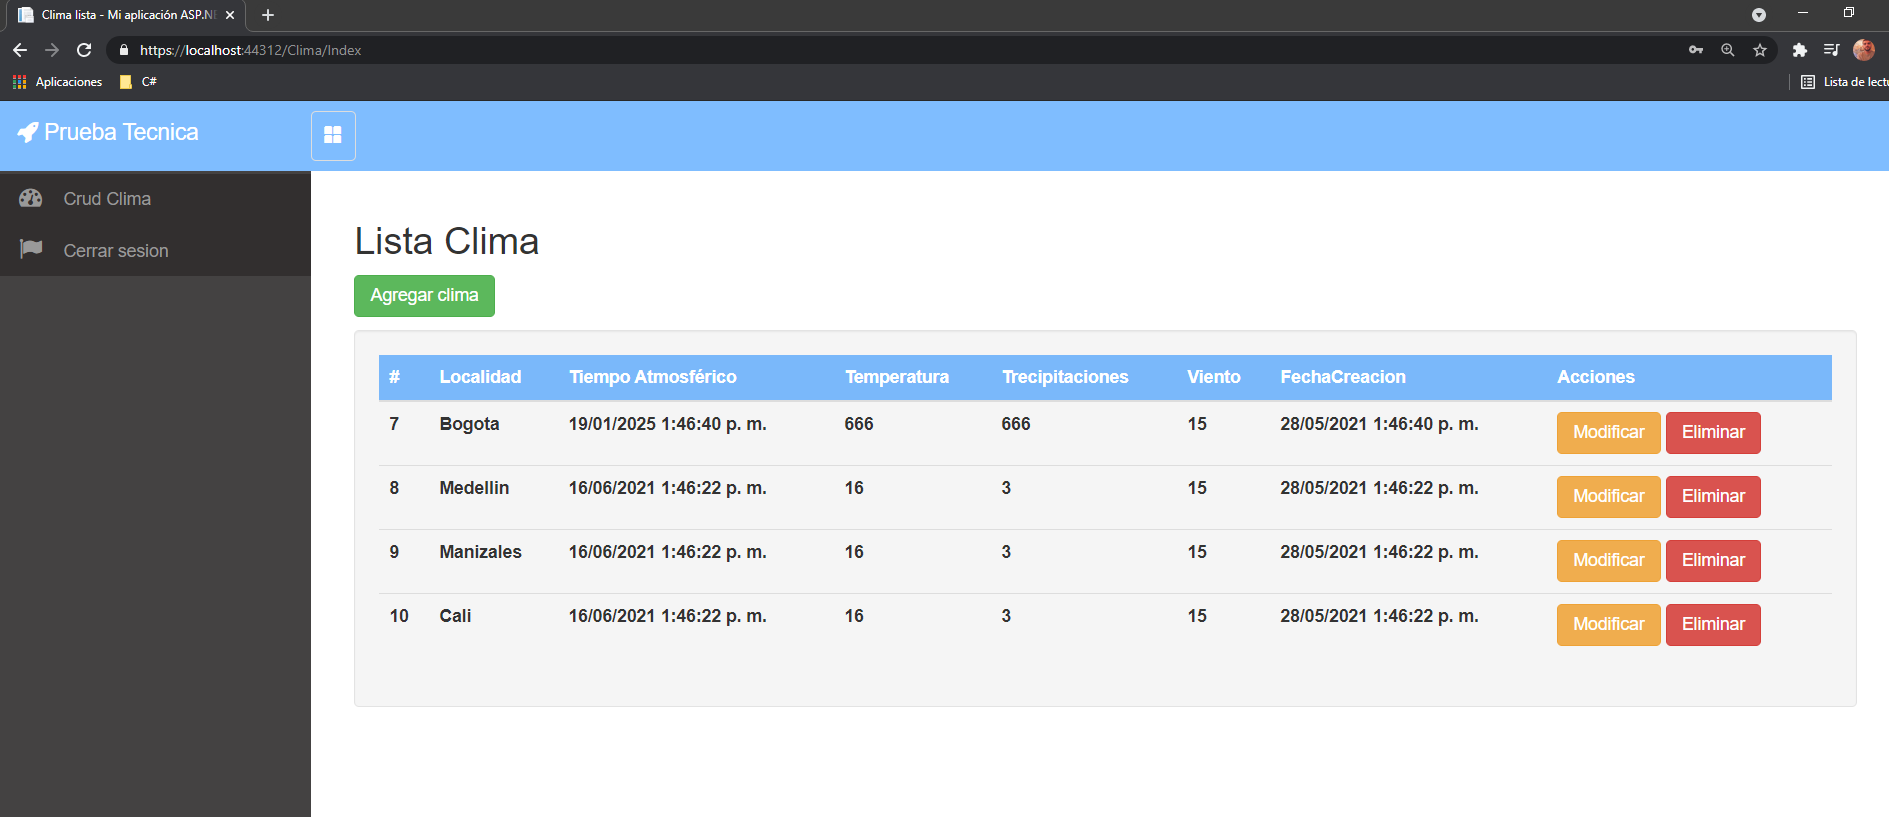 Clima lista - Mi aplicación ASP.NE
https://localhost:44312/Clima/Index
Aplicaciones C#
Lista de lectu
Prueba Tecnica
Crud Clima
Cerrar sesion
Lista Clima
Agregar clima
# Localidad Tiempo Atmosférico Temperatura Trecipitaciones Viento FechaCreacion Acciones
7 Bogota 19/01/2025 1:46:40 p. m. 666 666 15 28/05/2021 1:46:40 p. m. Modificar Eliminar
8 Medellin 16/06/2021 1:46:22 p. m. 16 3 15 28/05/2021 1:46:22 p. m. Modificar Eliminar
9 Manizales 16/06/2021 1:46:22 p. m. 16 3 15 28/05/2021 1:46:22 p. m. Modificar Eliminar
10 Cali 16/06/2021 1:46:22 p. m. 16 3 15 28/05/2021 1:46:22 p. m. Modificar Eliminar